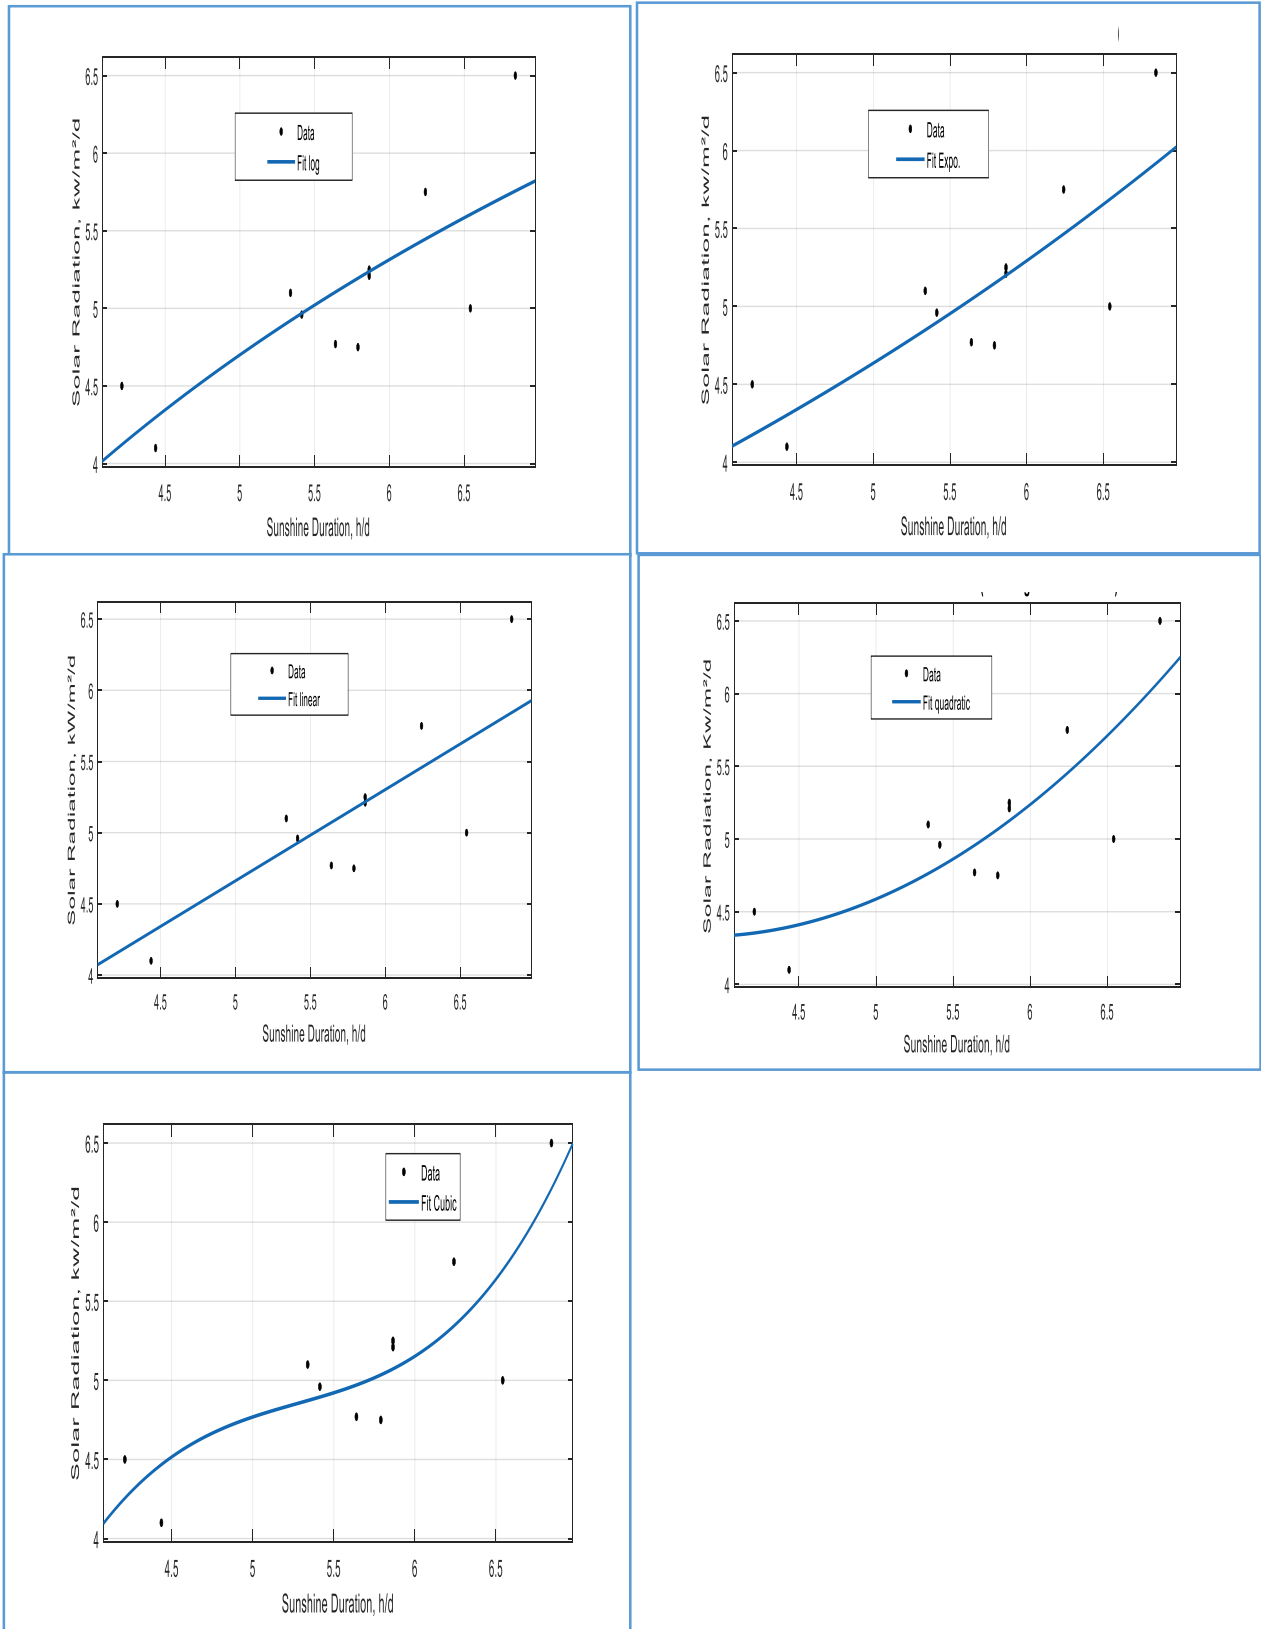 6.5
6
5.5
5
4.5
4
4.5 5 5.5 6 6.5
Solar Radiation, kw/m²/d
Sunshine Duration, h/d
Data
Fit log
6.5
6
5.5
5
4.5
4
4.5 5 5.5 6 6.5
Solar Radiation, kw/m²/d
Sunshine Duration, h/d
Data
Fit Expo.
6.5
6
5.5
5
4.5
4
4.5 5 5.5 6 6.5
Solar Radiation, kW/m²/d
Sunshine Duration, h/d
Data
Fit linear
6.5
6
5.5
5
4.5
4
4.5 5 5.5 6 6.5
Solar Radiation, Kw/m²/d
Sunshine Duration, h/d
Data
Fit quadratic
6.5
6
5.5
5
4.5
4
4.5 5 5.5 6 6.5
Solar Radiation, kw/m²/d
Sunshine Duration, h/d
Data
Fit Cubic